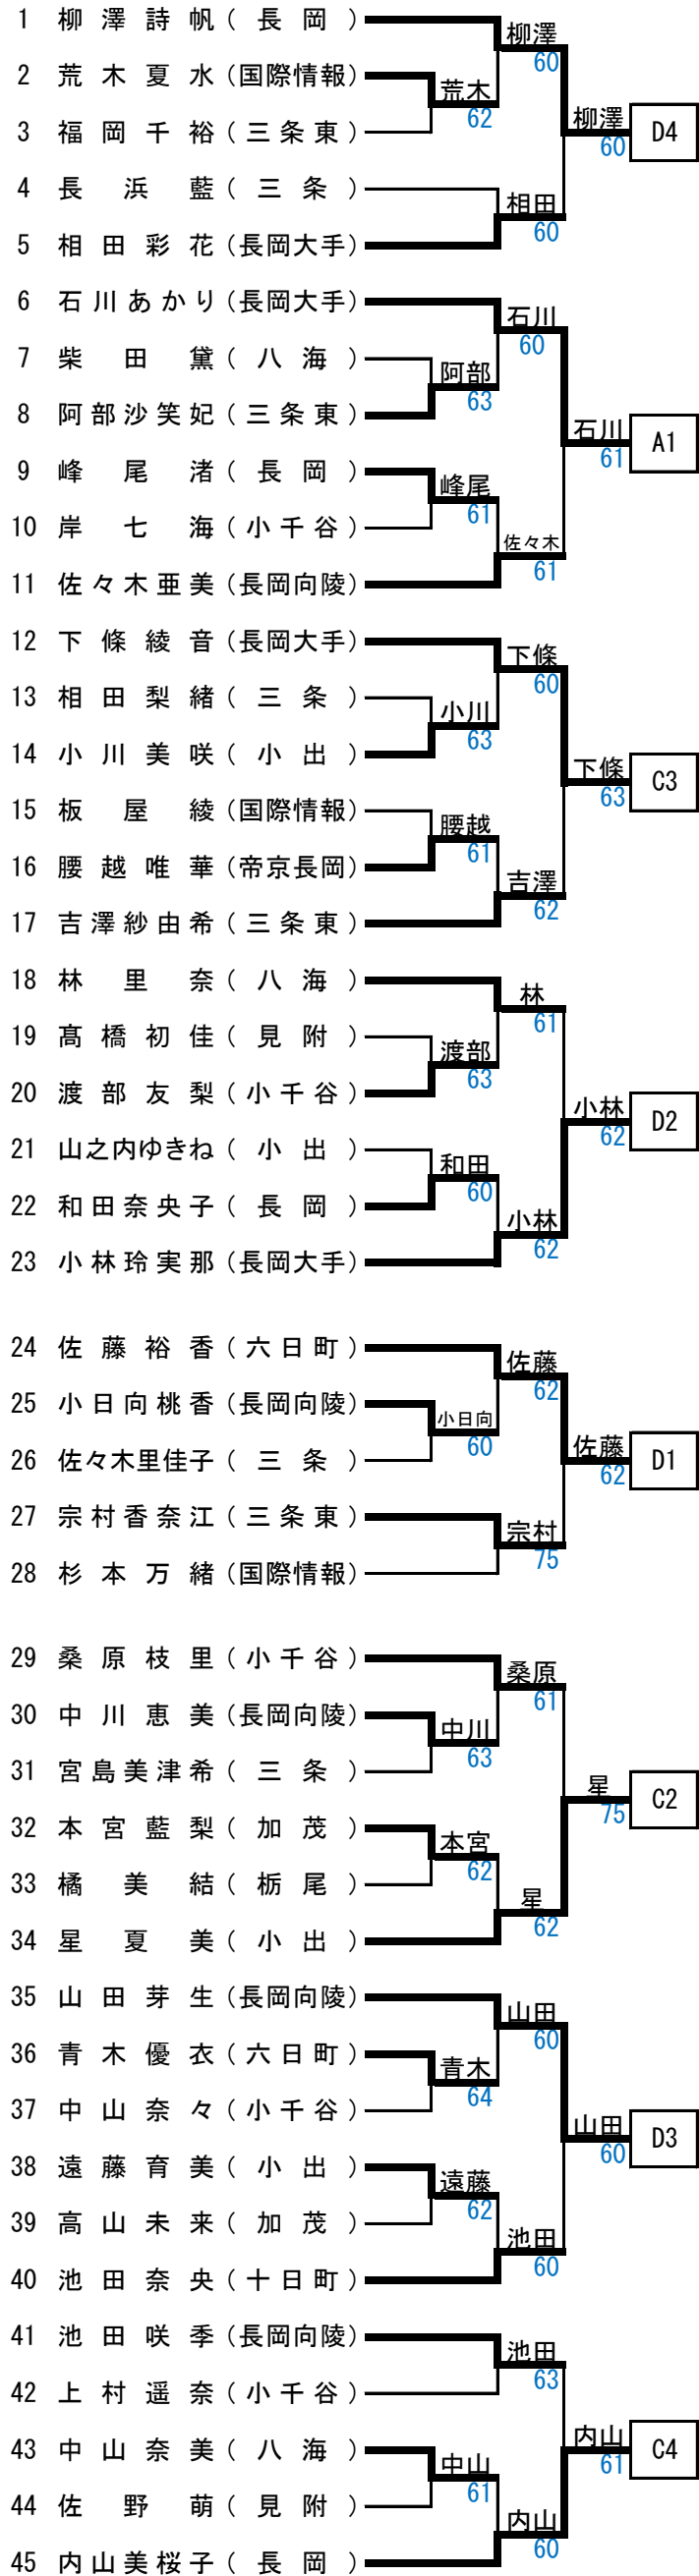 1 柳澤詩帆(長岡)
柳澤
60
2 荒木夏水(国際情報)
荒木
62
3 福岡千裕(三条東)
柳澤
60
D4
4 長浜藍(三条)
相田
60
5 相田彩花(長岡大手)
6 石川あかり(長岡大手)
石川
60
7 柴田黛(八海)
阿部
63
8 阿部沙笑妃(三条東)
石川
61
A1
9 峰尾渚(長岡)
峰尾
61
10 岸七海(小千谷)
佐々木
61
11 佐々木亜美(長岡向陵)
12 下條綾音(長岡大手)
下條
60
13 相田梨緒(三条)
小川
63
14 小川美咲(小出)
下條
63
C3
15 板屋綾(国際情報)
腰越
61
16 腰越唯華(帝京長岡)
吉澤
62
17 吉澤紗由希(三条東)
18 林里奈(八海)
林
61
19 髙橋初佳(見附)
渡部
63
20 渡部友梨(小千谷)
小林
62
D2
21 山之内ゆきね(小出)
和田
60
22 和田奈央子(長岡)
小林
62
23 小林玲実那(長岡大手)
24 佐藤裕香(六日町)
佐藤
62
25 小日向桃香(長岡向陵)
小日向
60
26 佐々木里佳子(三条)
佐藤
62
D1
27 宗村香奈江(三条東)
宗村
75
28 杉本万緒(国際情報)
29 桑原枝里(小千谷)
桑原
61
30 中川恵美(長岡向陵)
中川
63
31 宮島美津希(三条)
星
75
C2
32 本宮藍梨(加茂)
本宮
62
33 橘美結(栃尾)
星
62
34 星夏美(小出)
35 山田芽生(長岡向陵)
山田
60
36 青木優衣(六日町)
青木
64
37 中山奈々(小千谷)
山田
60
D3
38 遠藤育美(小出)
遠藤
62
39 高山未来(加茂)
池田
60
40 池田奈央(十日町)
41 池田咲季(長岡向陵)
池田
63
42 上村遥奈(小千谷)
内山
61
C4
43 中山奈美(八海)
中山
61
44 佐野萌(見附)
内山
60
45 内山美桜子(長岡)